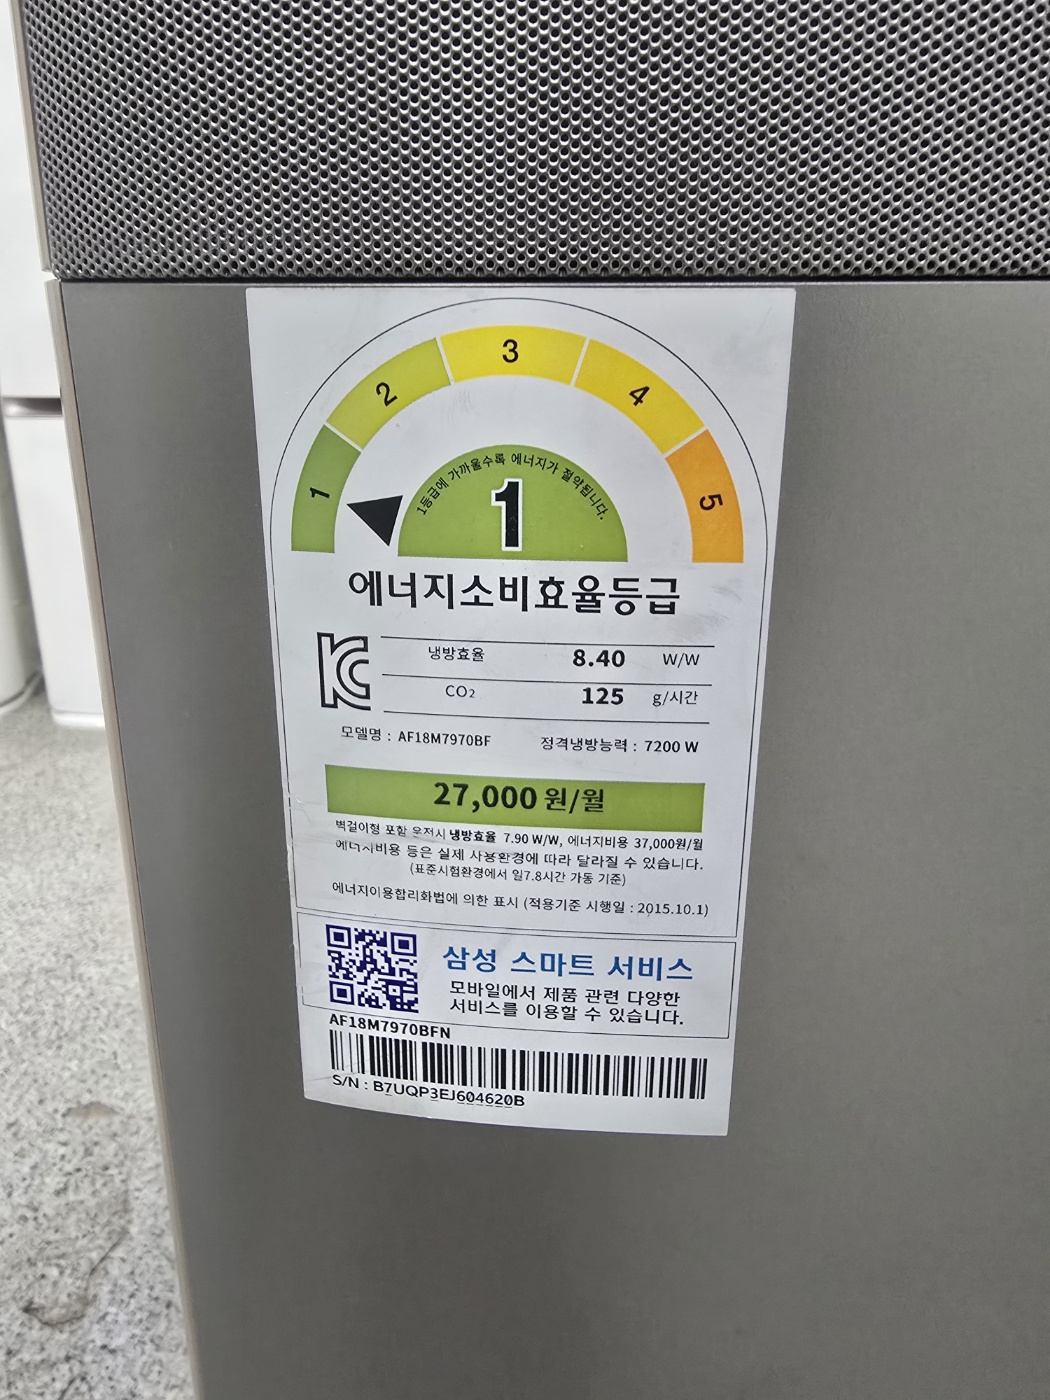 1
2
3
4
5
1등급에 가까울수록 에너지가 절약됩니다.
1
에너지소비효율등급
냉방효율 8.40 W/W
CO2 125 g/시간
모델명 : AF18M7970BF 정격냉방능력 : 7200 W
27,000 원/월
벽걸이형 포함 운전시 냉방효율 7.90 W/W, 에너지비용 37,000원/월
에너지비용 등은 실제 사용환경에 따라 달라질 수 있습니다.
(표준시험환경에서 일7.8시간 가동 기준)
에너지이용합리화법에 의한 표시 (적용기준 시행일 : 2015.10.1)
삼성 스마트 서비스
모바일에서 제품 관련 다양한
서비스를 이용할 수 있습니다.
AF18M7970BFN
S/N : B7UQP3EJ604620B